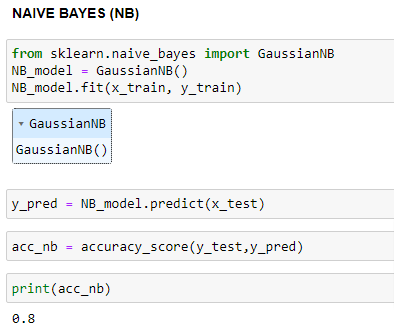 NAIVE BAYES (NB)
from sklearn.naive_bayes import GaussianNB
NB_model = GaussianNB()
NB_model.fit(x_train, y_train)
▾ GaussianNB
GaussianNB()
y_pred = NB_model.predict(x_test)
acc_nb = accuracy_score(y_test,y_pred)
print(acc_nb)
0.8